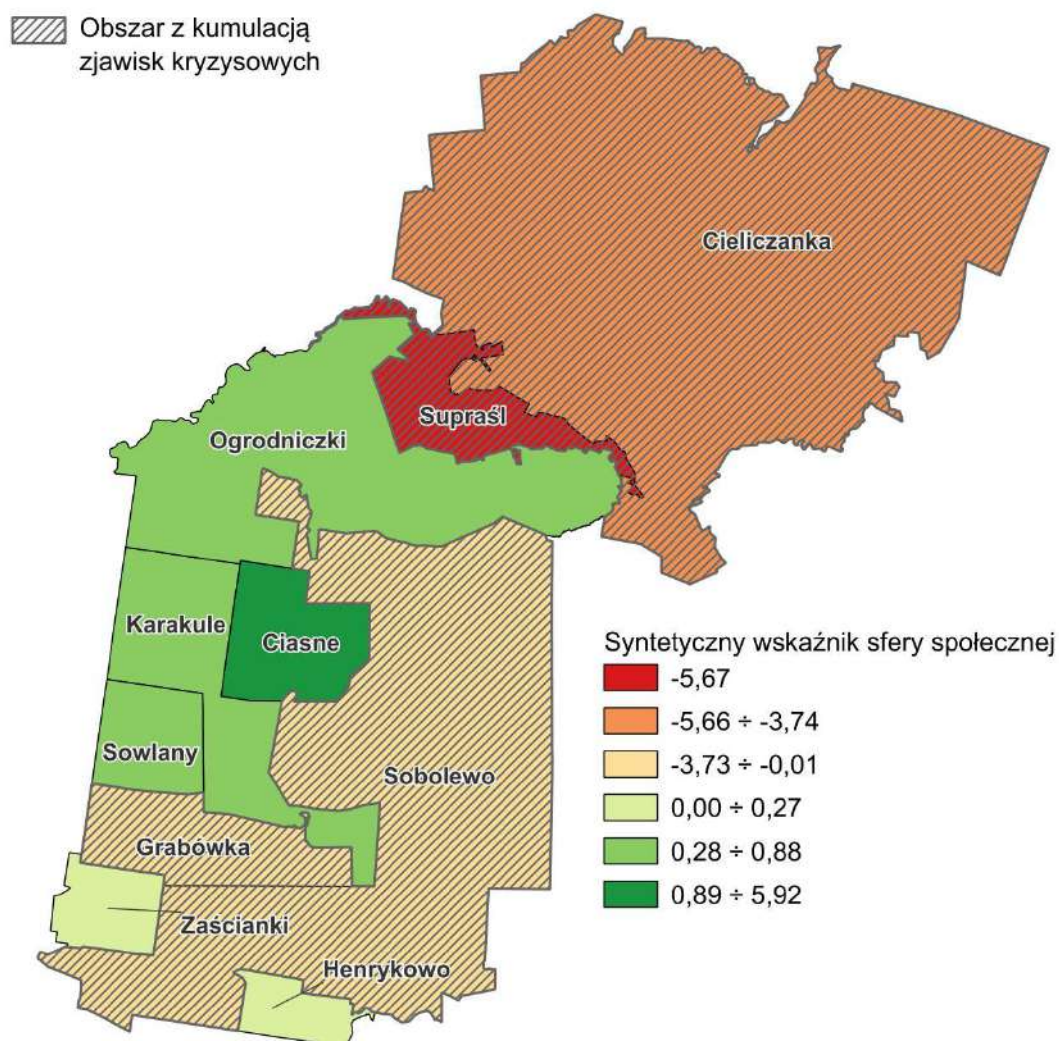 Obszar z kumulacją
zjawisk kryzysowych
Cieliczanka
Supraśl
Ogrodniczki
Karakule
Ciasne
Sowlany
Sobolewo
Grabówka
Zaścianki
Henrykowo
Syntetyczny wskaźnik sfery społecznej
-5,67
-5,66 ÷ -3,74
-3,73 ÷ -0,01
0,00 ÷ 0,27
0,28 ÷ 0,88
0,89 ÷ 5,92